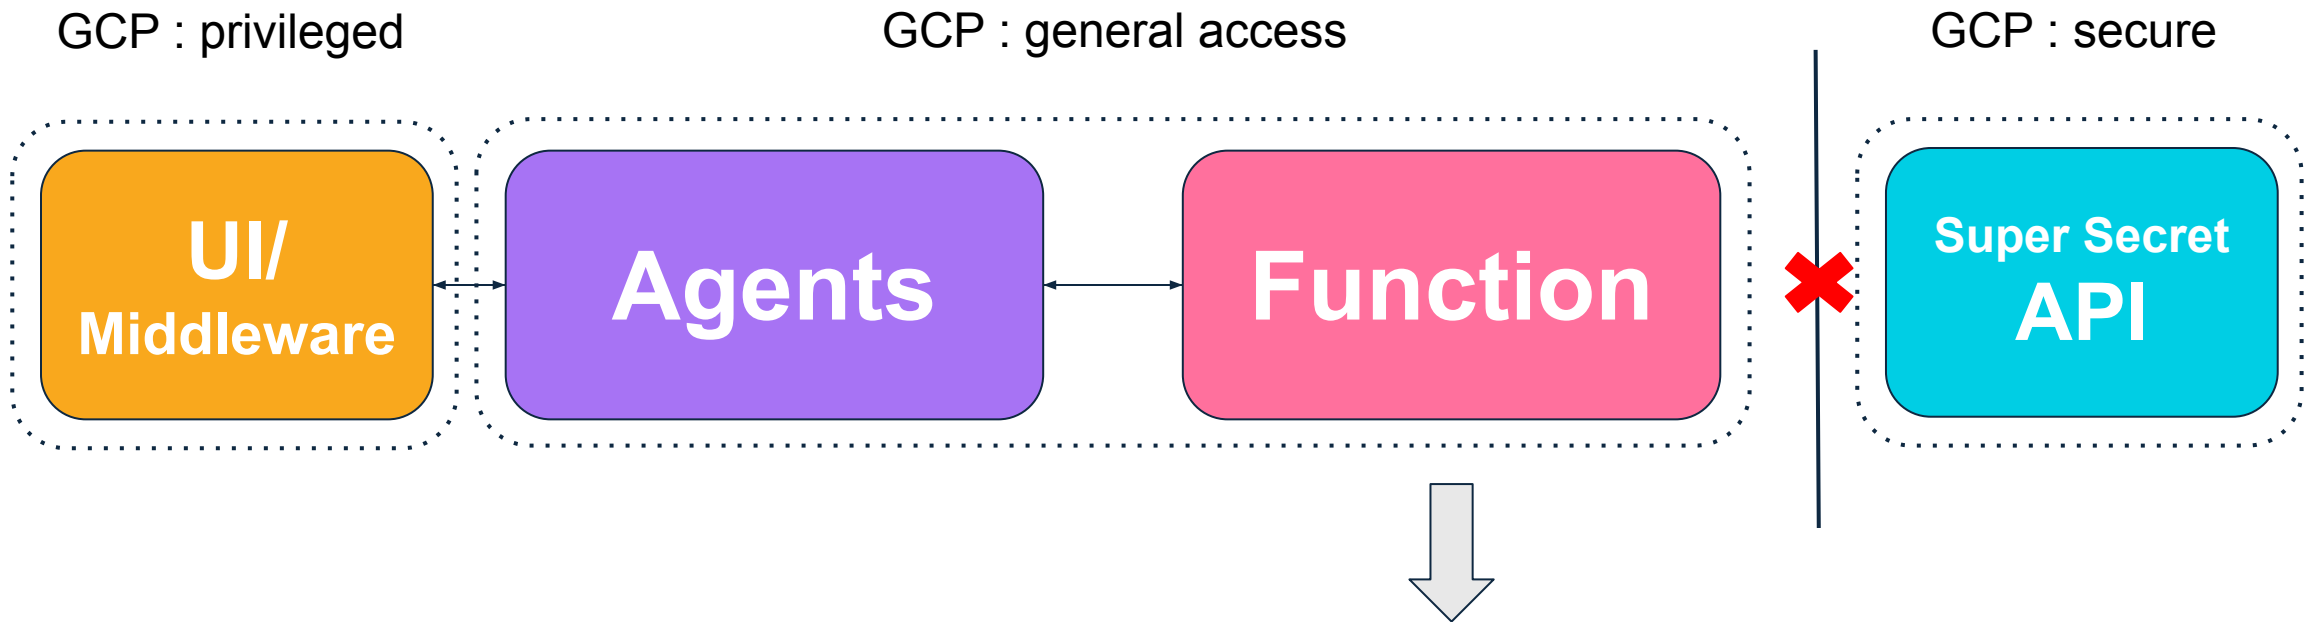 GCP : privileged
GCP : general access
GCP : secure
UI/
Middleware
Agents
Function
Super Secret
API